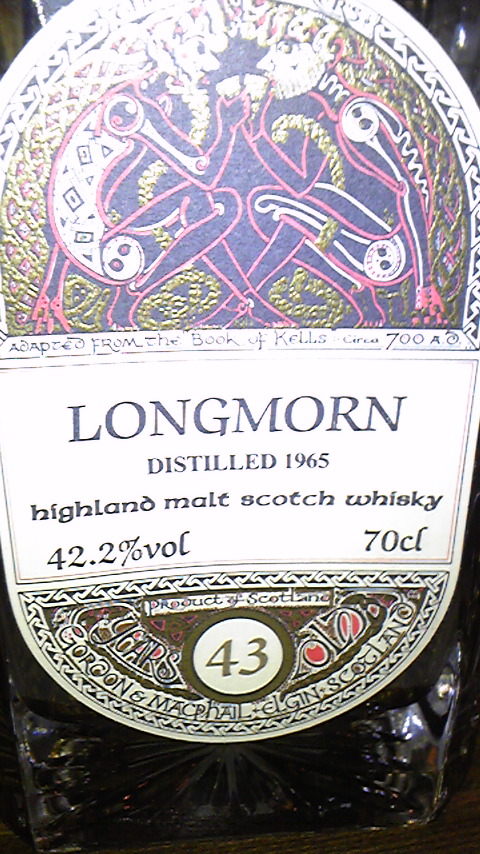 adapted from the Book of Kells - Circa 700 A.D.
LONGMORN
DISTILLED 1965
highland malt scotch whisky
42.2%vol 70cl
Product of Scotland
YEARS 43 OLD
GORDON & MACPHAIL · ELGIN · SCOTLAND